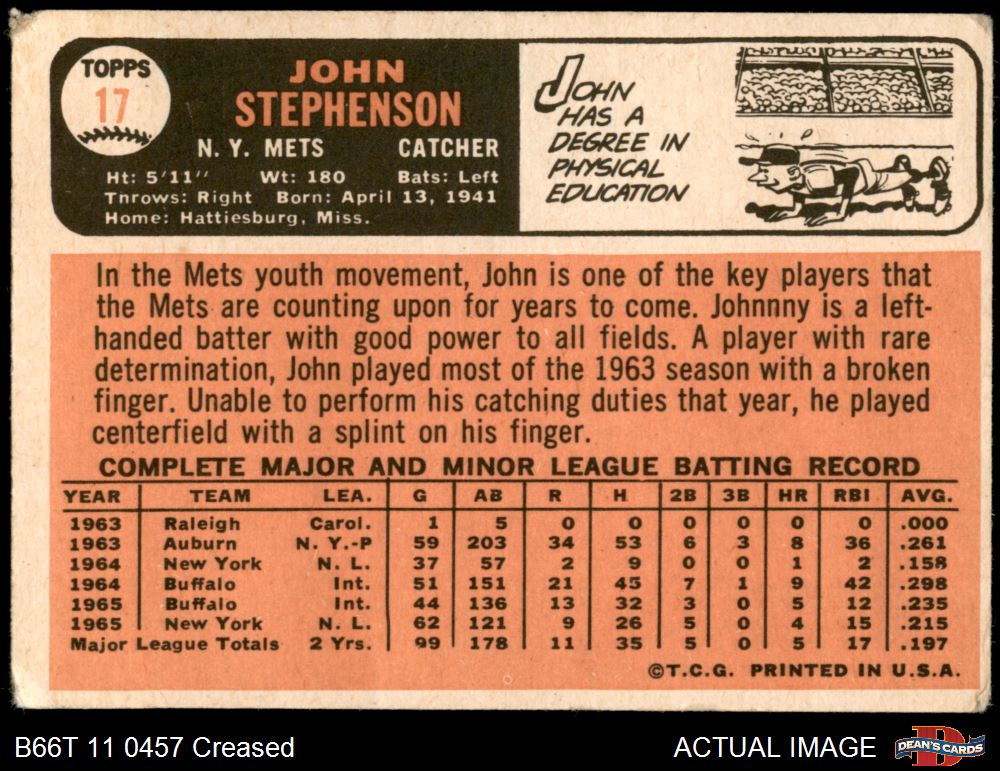 TOPPS
17
JOHN
STEPHENSON
N. Y. METS CATCHER
Ht: 5'11" Wt: 180 Bats: Left
Throws: Right Born: April 13, 1941
Home: Hattiesburg, Miss.
JOHN
HAS A
DEGREE IN
PHYSICAL
EDUCATION
In the Mets youth movement, John is one of the key players that
the Mets are counting upon for years to come. Johnnny is a left-
handed batter with good power to all fields. A player with rare
determination, John played most of the 1963 season with a broken
finger. Unable to perform his catching duties that year, he played
centerfield with a splint on his finger.
COMPLETE MAJOR AND MINOR LEAGUE BATTING RECORD
YEAR TEAM LEA. G AB R H 2B 3B HR RBI AVG.
1963 Raleigh Carol. 1 5 0 0 0 0 0 0 .000
1963 Auburn N. Y.-P 59 203 34 53 6 3 8 36 .261
1964 New York N. L. 37 57 2 9 0 0 1 2 .158
1964 Buffalo Int. 51 151 21 45 7 1 9 42 .298
1965 Buffalo Int. 44 136 13 32 3 0 5 12 .235
1965 New York N. L. 62 121 9 26 5 0 4 15 .215
Major League Totals 2 Yrs. 99 178 11 35 5 0 5 17 .197
©T.C.G. PRINTED IN U.S.A.
B66T 11 0457 Creased ACTUAL IMAGE
D
DEAN'S CARDS